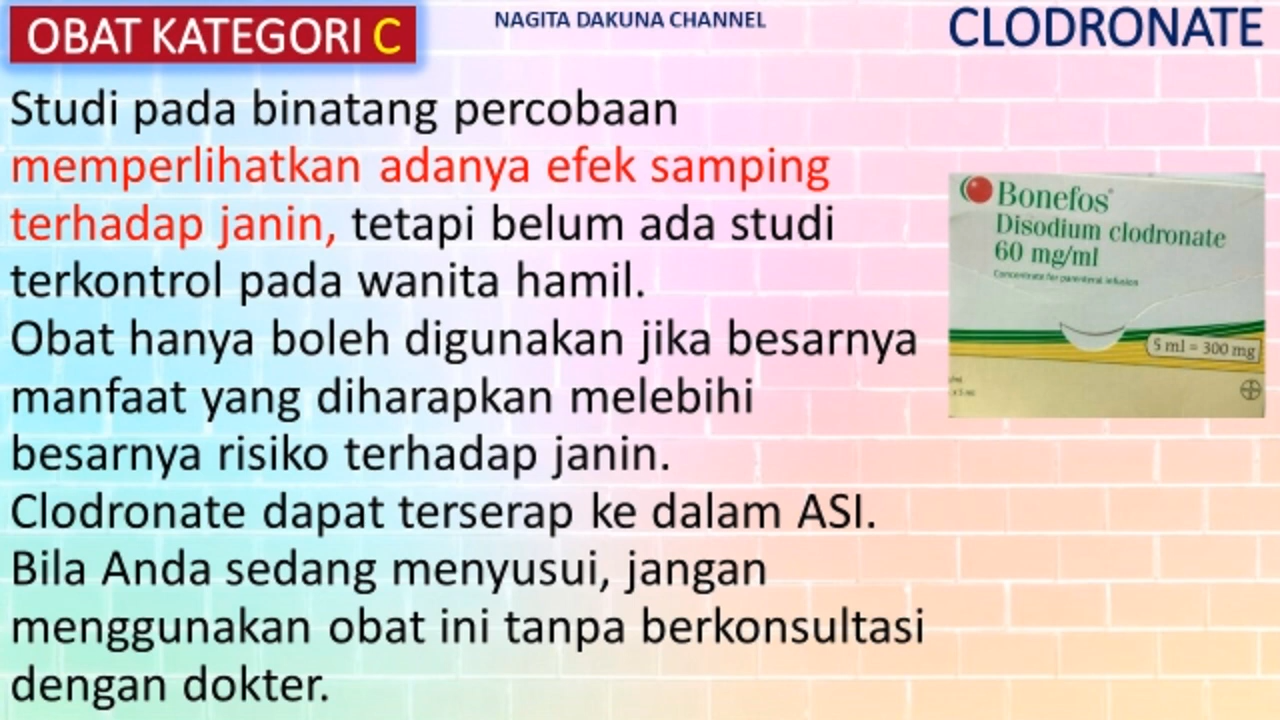 OBAT KATEGORI C
NAGITA DAKUNA CHANNEL
CLODRONATE
Studi pada binatang percobaan
memperlihatkan adanya efek samping
terhadap janin, tetapi belum ada studi
terkontrol pada wanita hamil.
Obat hanya boleh digunakan jika besarnya
manfaat yang diharapkan melebihi
besarnya risiko terhadap janin.
Clodronate dapat terserap ke dalam ASI.
Bila Anda sedang menyusui, jangan
menggunakan obat ini tanpa berkonsultasi
dengan dokter.
Bonefos®
Disodium clodronate
60 mg/ml
Concentrate for parenteral infusion
5 ml = 300 mg